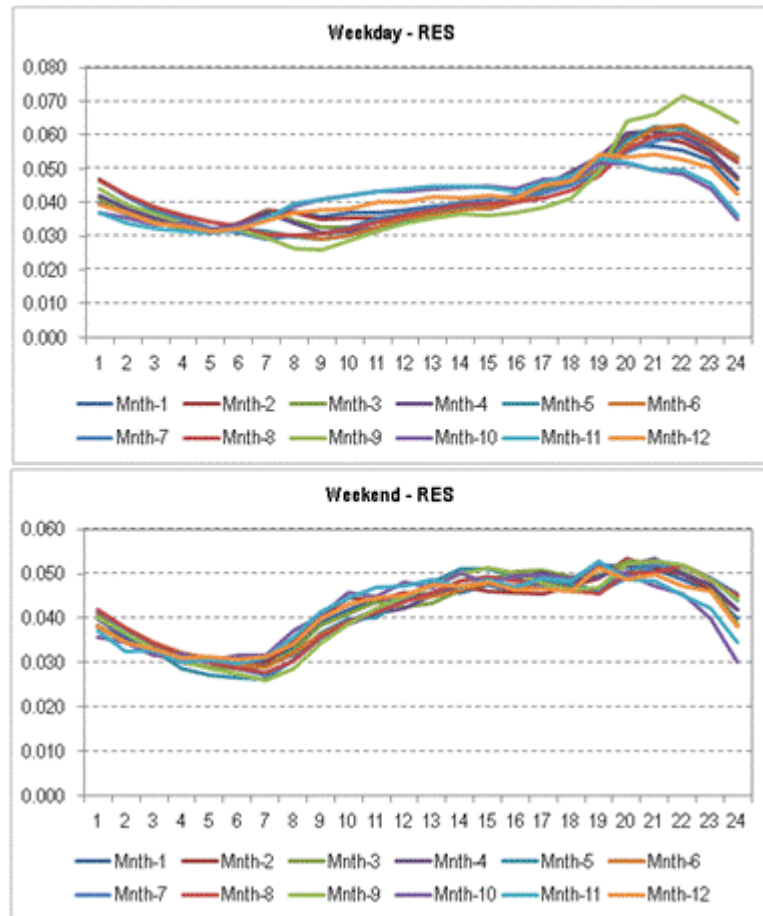 Weekday - RES
0.080
0.070
0.060
0.050
0.040
0.030
0.020
0.010
0.000
1 2 3 4 5 6 7 8 9 10 11 12 13 14 15 16 17 18 19 20 21 22 23 24
Mnth-1 Mnth-2 Mnth-3 Mnth-4 Mnth-5 Mnth-6
Mnth-7 Mnth-8 Mnth-9 Mnth-10 Mnth-11 Mnth-12
Weekend - RES
0.060
0.050
0.040
0.030
0.020
0.010
0.000
1 2 3 4 5 6 7 8 9 10 11 12 13 14 15 16 17 18 19 20 21 22 23 24
Mnth-1 Mnth-2 Mnth-3 Mnth-4 Mnth-5 Mnth-6
Mnth-7 Mnth-8 Mnth-9 Mnth-10 Mnth-11 Mnth-12